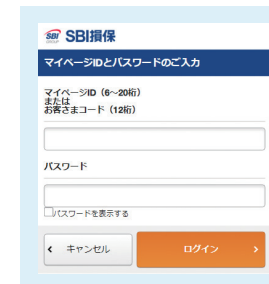 SBI SBI損保
GROUP
マイページIDとパスワードのご入力
マイページID（6～20桁）
または
お客さまコード（12桁）
パスワード
パスワードを表示する
キャンセル
ログイン